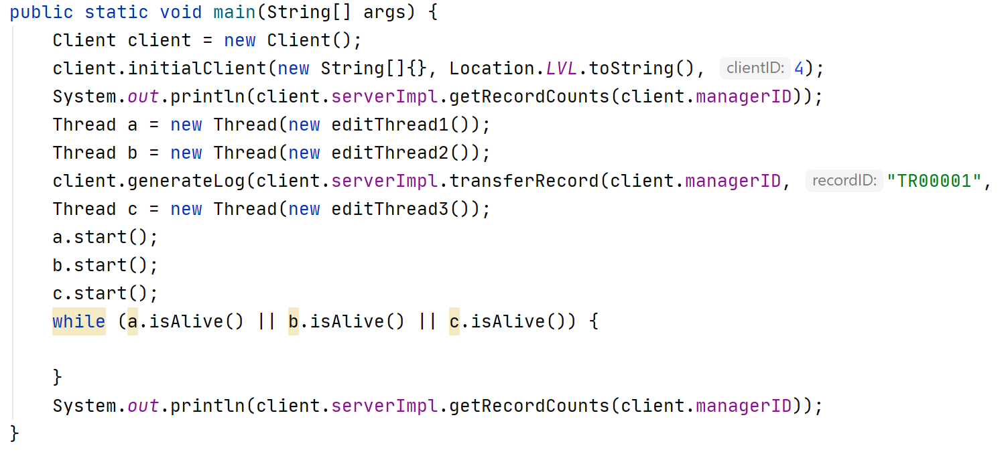 public static void main(String[] args) {
    Client client = new Client();
    client.initialClient(new String[]{}, Location.LVL.toString(), clientID: 4);
    System.out.println(client.serverImpl.getRecordCounts(client.managerID));
    Thread a = new Thread(new editThread1());
    Thread b = new Thread(new editThread2());
    client.generateLog(client.serverImpl.transferRecord(client.managerID, recordID: "TR00001",
    Thread c = new Thread(new editThread3());
    a.start();
    b.start();
    c.start();
    while (a.isAlive() || b.isAlive() || c.isAlive()) {
    }
    System.out.println(client.serverImpl.getRecordCounts(client.managerID));
}